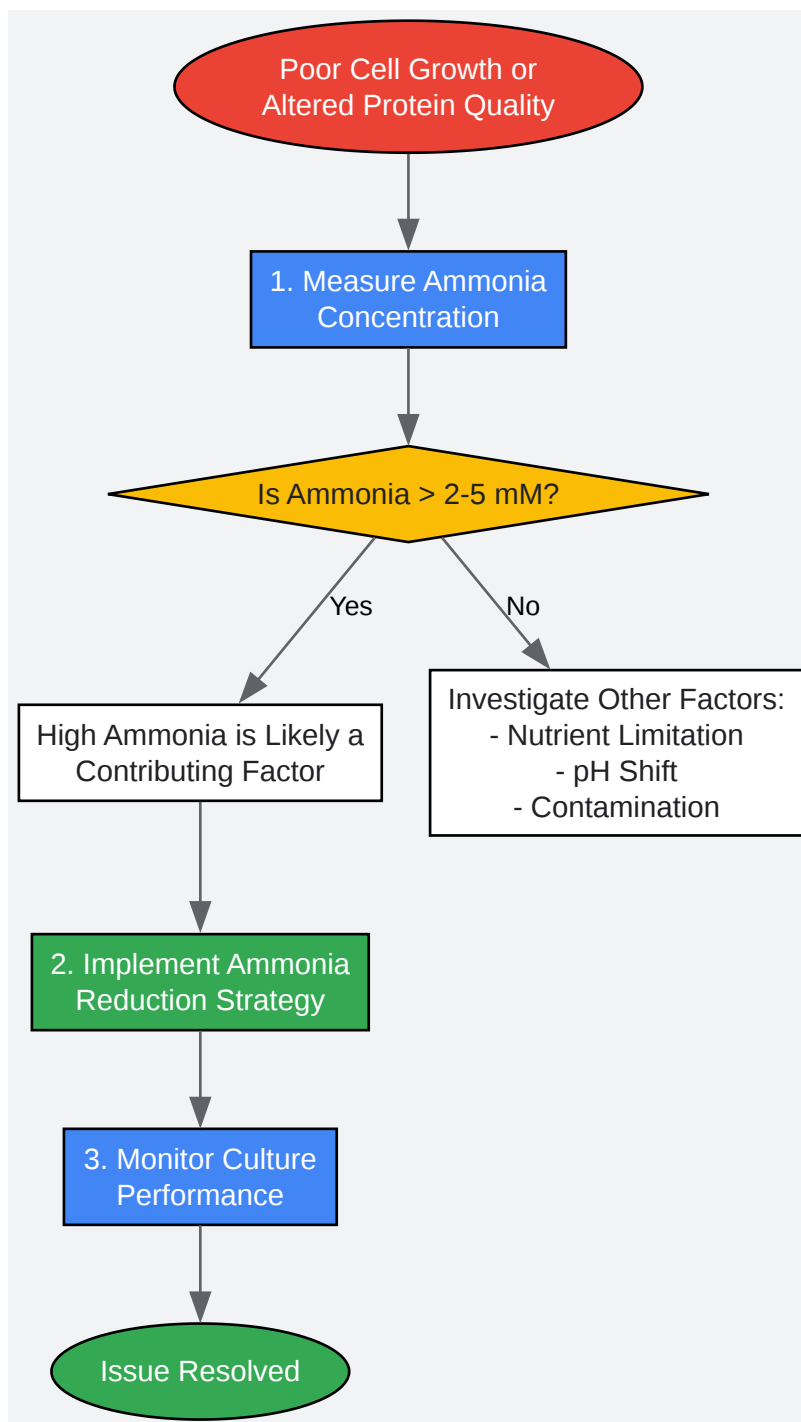 Poor Cell Growth or
Altered Protein Quality
1. Measure Ammonia
Concentration
Is Ammonia > 2-5 mM?
Yes
No
High Ammonia is Likely a
Contributing Factor
Investigate Other Factors:
- Nutrient Limitation
- pH Shift
- Contamination
2. Implement Ammonia
Reduction Strategy
3. Monitor Culture
Performance
Issue Resolved